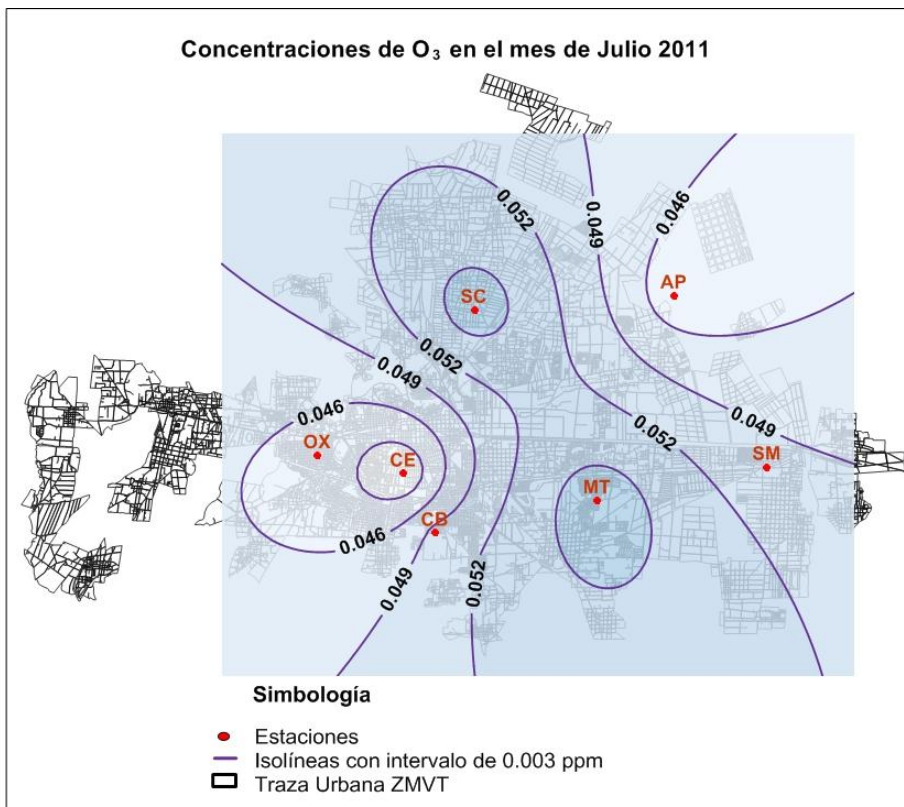 Concentraciones de O₃ en el mes de Julio 2011
0.052
0.049
0.046
AP
SC
0.052
0.049
0.049
0.046
0.052
OX
CE
SM
MT
CB
0.046
0.049
0.052
Simbología
Estaciones
Isolíneas con intervalo de 0.003 ppm
Traza Urbana ZMVT